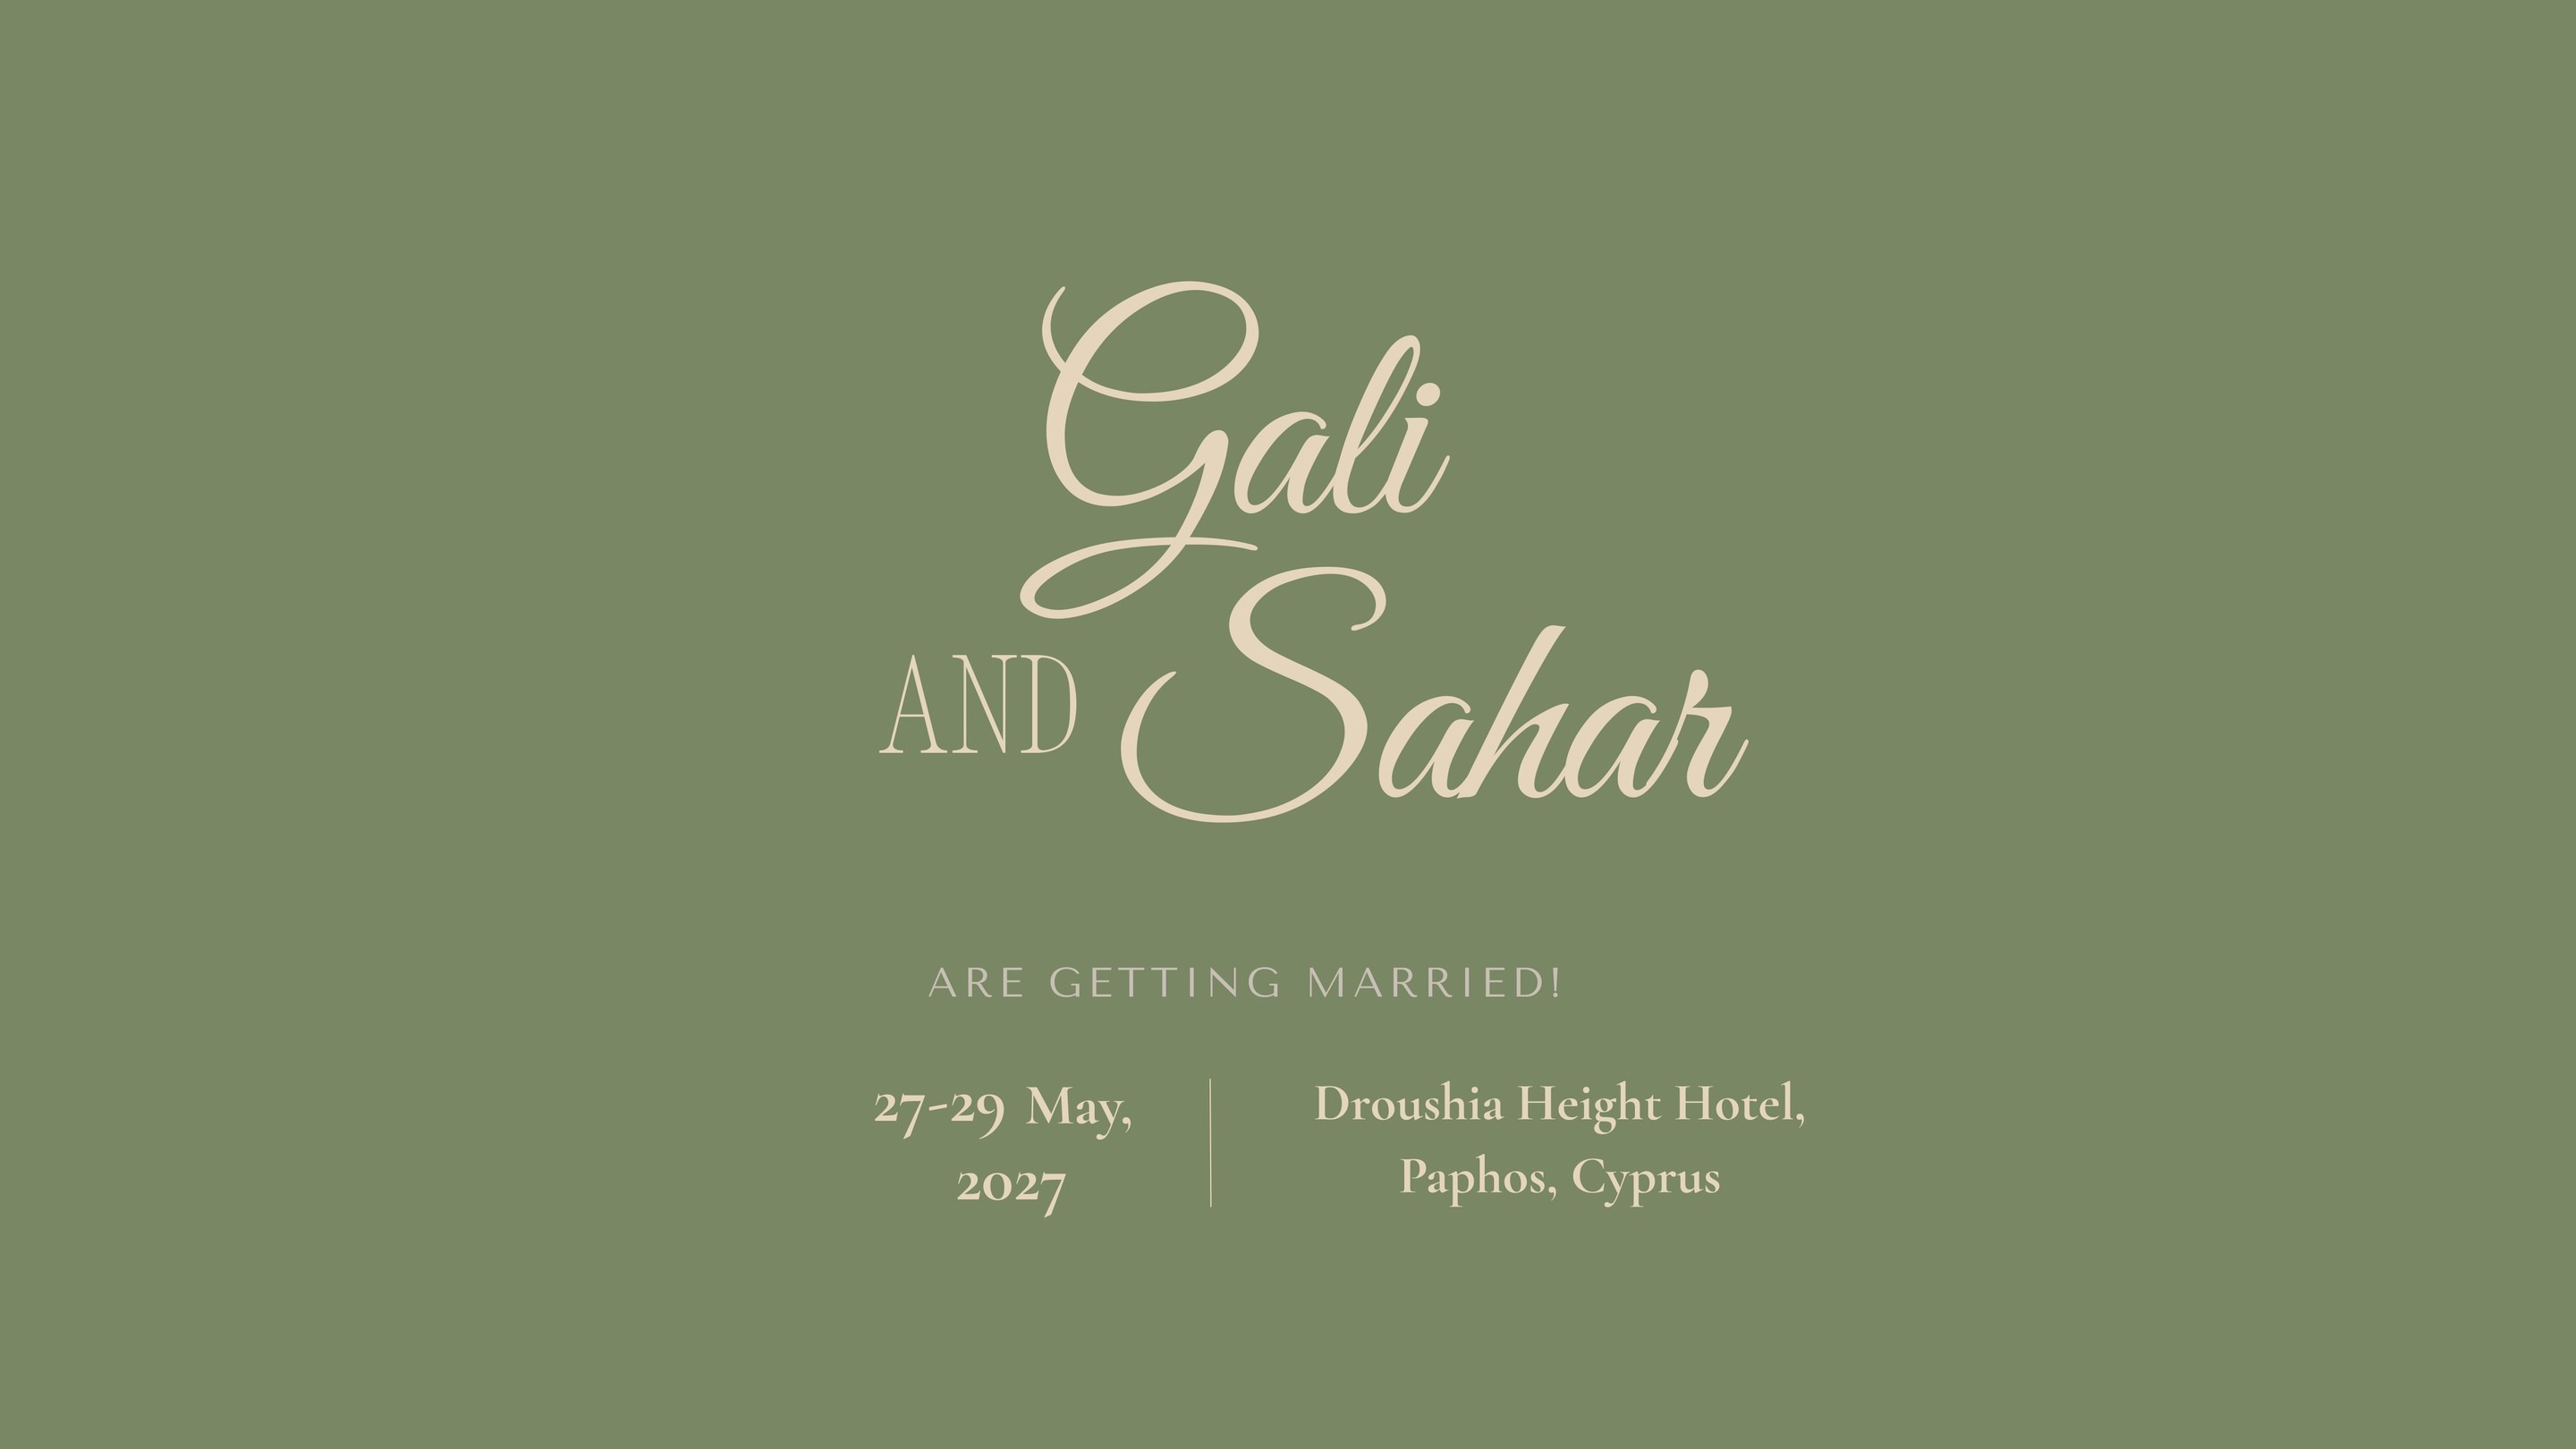 Gali
AND Sahar
ARE GETTING MARRIED!
27-29 May,
2027
Droushia Height Hotel,
Paphos, Cyprus